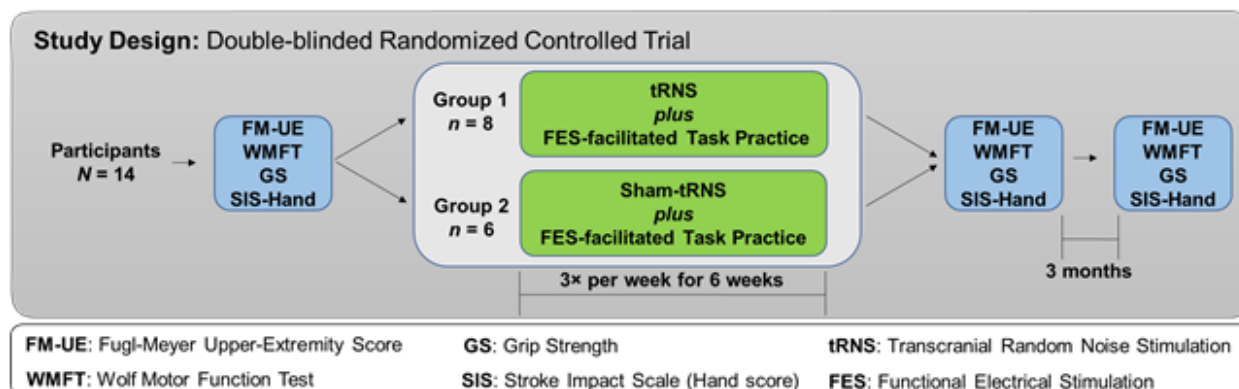 Study Design: Double-blinded Randomized Controlled Trial
Participants
N = 14
FM-UE
WMFT
GS
SIS-Hand
Group 1
n = 8
tRNS
plus
FES-facilitated Task Practice
Group 2
n = 6
Sham-tRNS
plus
FES-facilitated Task Practice
3× per week for 6 weeks
FM-UE
WMFT
GS
SIS-Hand
FM-UE
WMFT
GS
SIS-Hand
3 months
FM-UE: Fugl-Meyer Upper-Extremity Score
GS: Grip Strength
tRNS: Transcranial Random Noise Stimulation
WMFT: Wolf Motor Function Test
SIS: Stroke Impact Scale (Hand score)
FES: Functional Electrical Stimulation